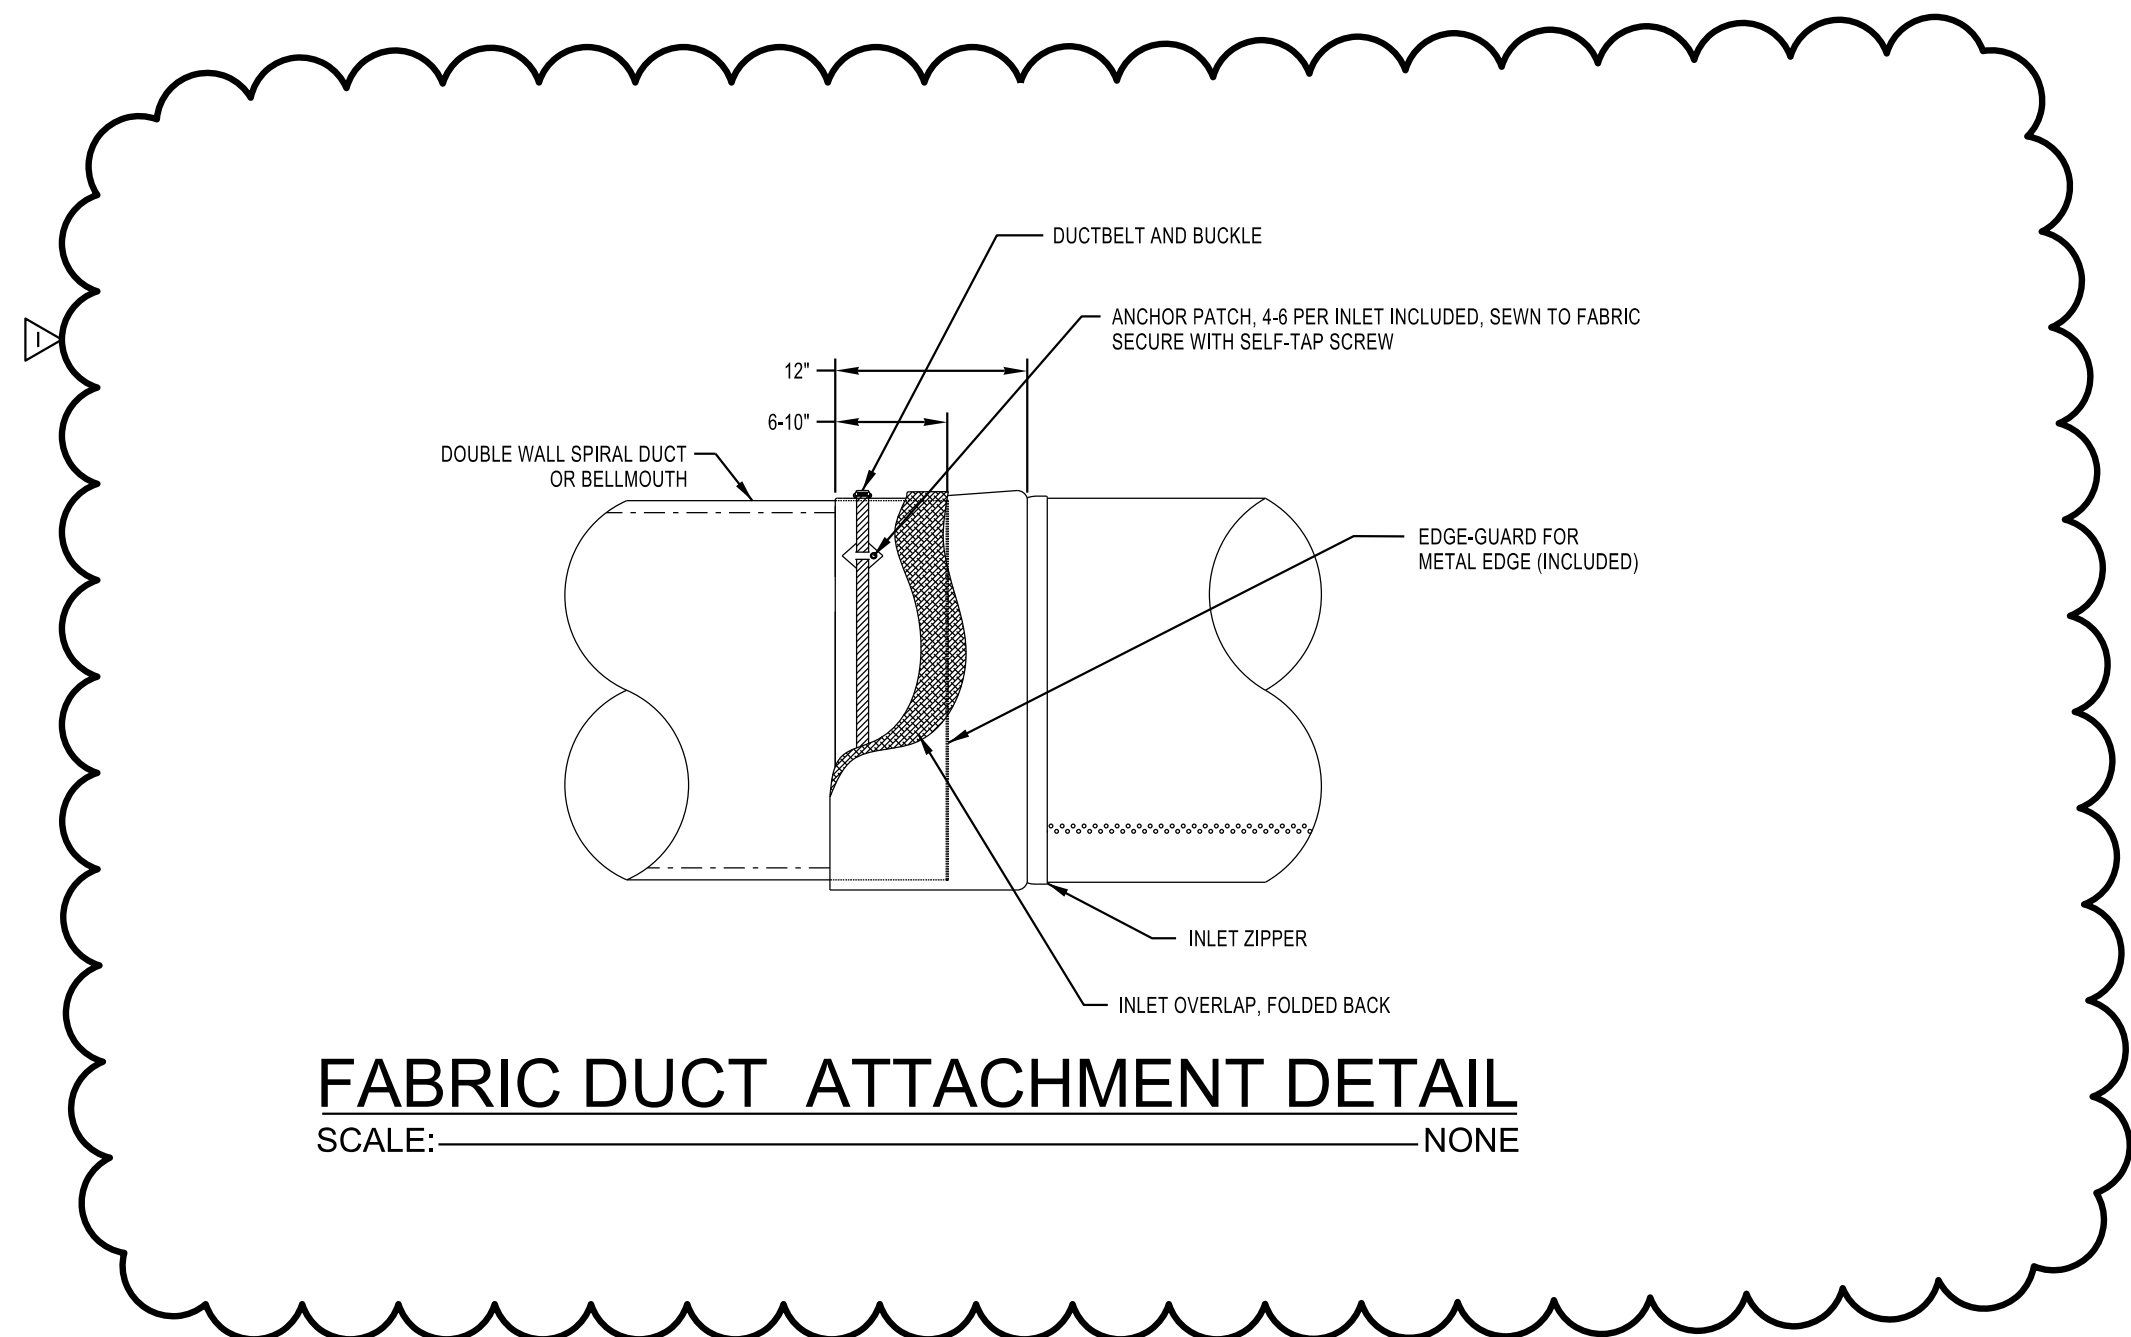 DUCTBELT AND BUCKLE
ANCHOR PATCH, 4-6 PER INLET INCLUDED, SEWN TO FABRIC
SECURE WITH SELF-TAP SCREW
1
12"
6-10"
DOUBLE WALL SPIRAL DUCT
OR BELLMOUTH
EDGE-GUARD FOR
METAL EDGE (INCLUDED)
INLET ZIPPER
INLET OVERLAP, FOLDED BACK
FABRIC DUCT ATTACHMENT DETAIL
SCALE: NONE